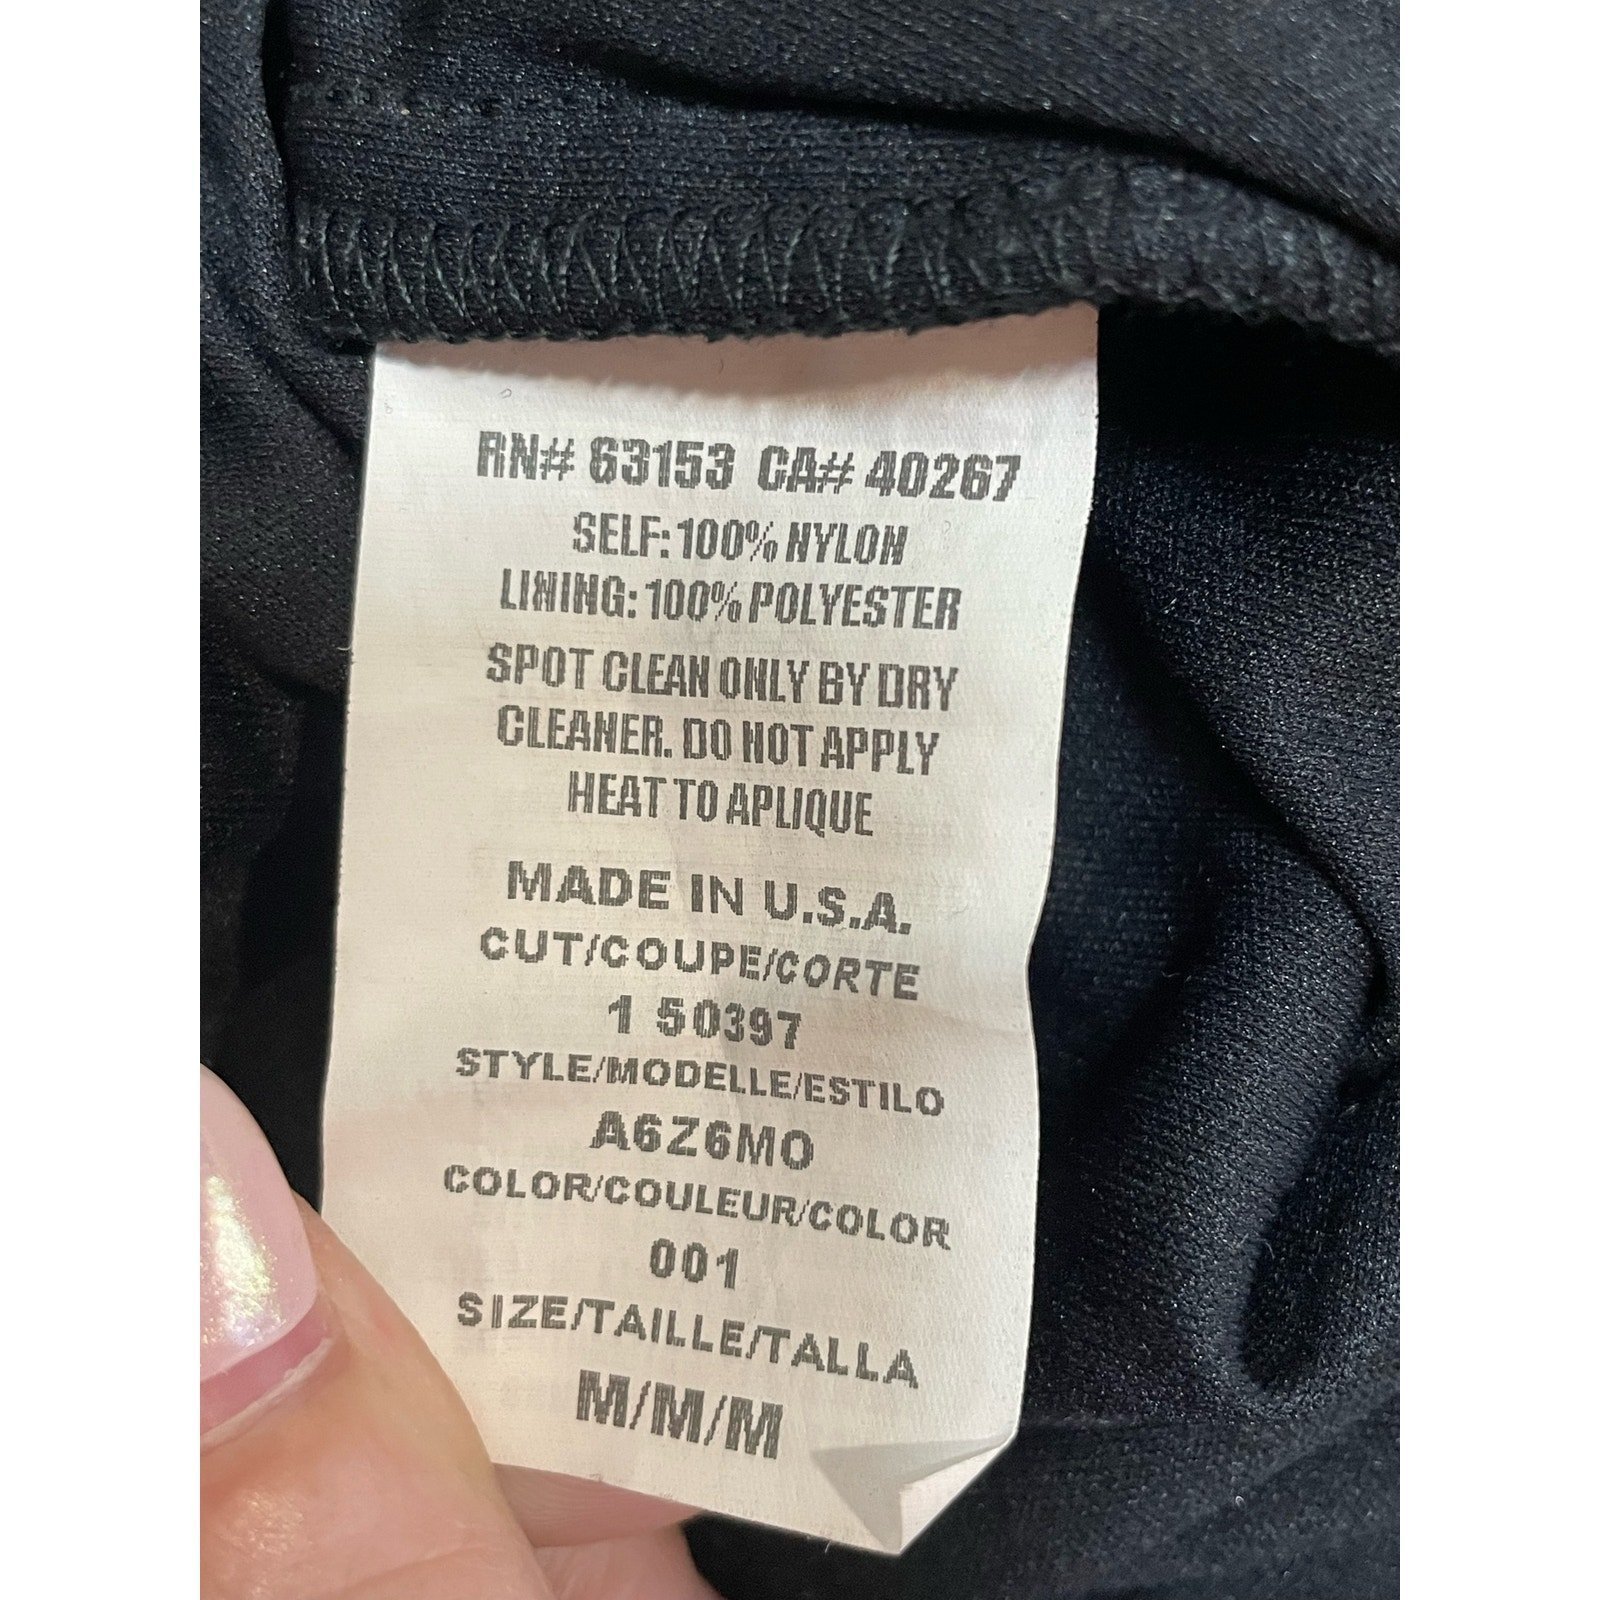 RN# 63153 CA# 40267
SELF: 100% NYLON
LINING: 100% POLYESTER
SPOT CLEAN ONLY BY DRY
CLEANER. DO NOT APPLY
HEAT TO APLIQUE
MADE IN U.S.A.
CUT/COUPE/CORTE
1 50397
STYLE/MODELLE/ESTILO
A6Z6MO
COLOR/COULEUR/COLOR
001
SIZE/TAILLE/TALLA
M/M/M